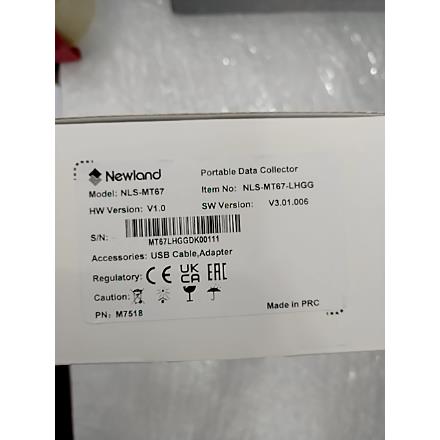 Newland
Portable Data Collector
Model: NLS-MT67
Item No: NLS-MT67-LHGG
HW Version: V1.0
SW Version: V3.01.006
S/N:
MT67LHGGDK00111
Accessories: USB Cable,Adapter
Regulatory: CE UK CA EAC
Caution:
Made in PRC
PN: M7518